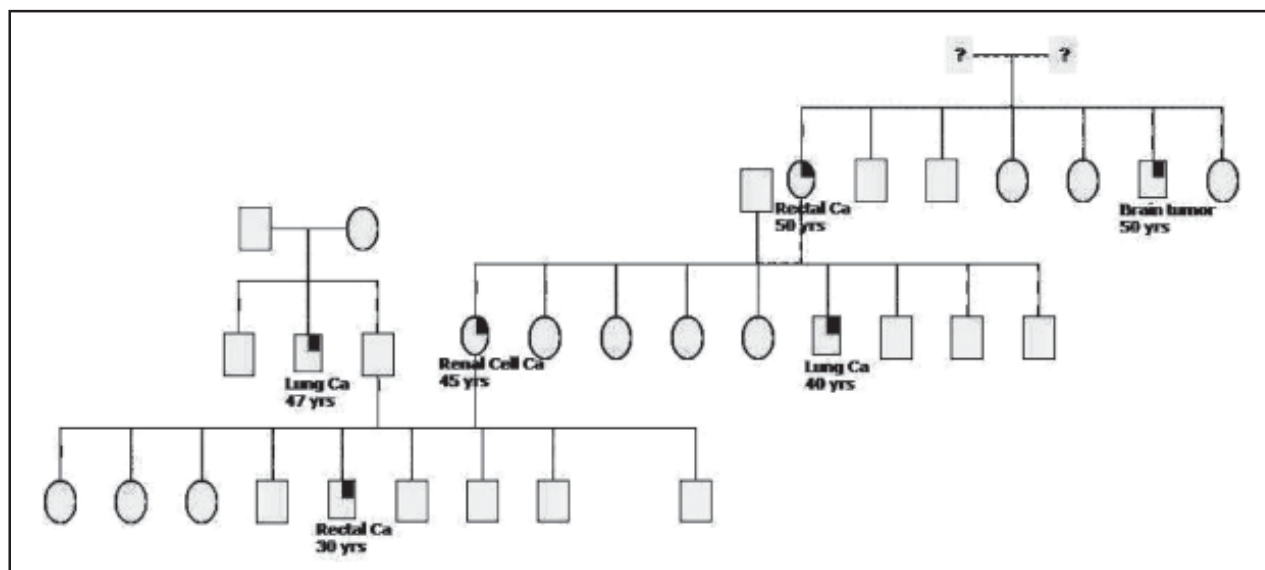 ? ?
Rectal Ca
50 yrs
Brain tumor
50 yrs
Lung Ca
47 yrs
Renal Cell Ca
45 yrs
Lung Ca
40 yrs
Rectal Ca
30 yrs